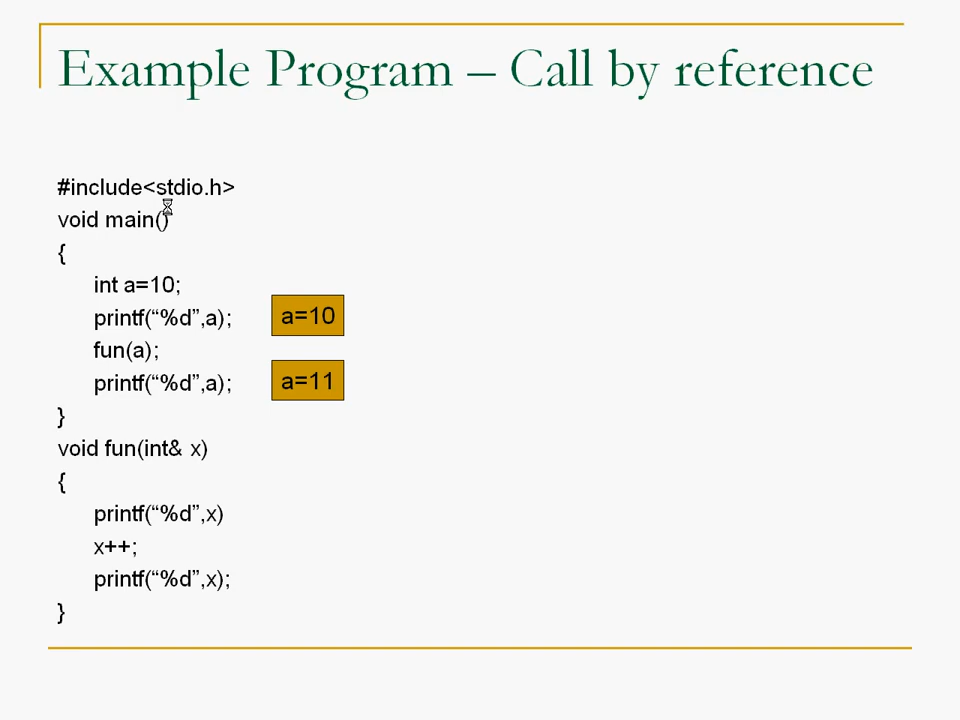 Example Program – Call by reference
#include<stdio.h>
void main()
{
int a=10;
printf(“%d”,a);
a=10
fun(a);
printf(“%d”,a);
a=11
}
void fun(int& x)
{
printf(“%d”,x)
x++;
printf(“%d”,x);
}